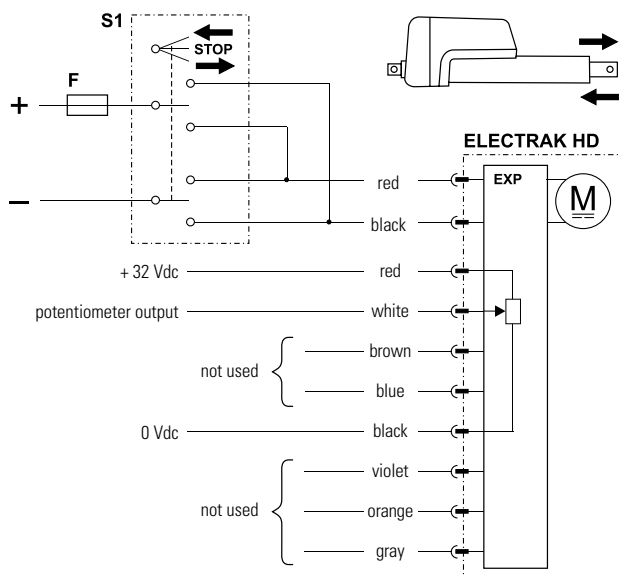 S1
STOP
F
+
−
ELECTRAK HD
EXP
M
red
black
+ 32 Vdc red
potentiometer output white
brown
not used
blue
0 Vdc black
violet
not used orange
gray